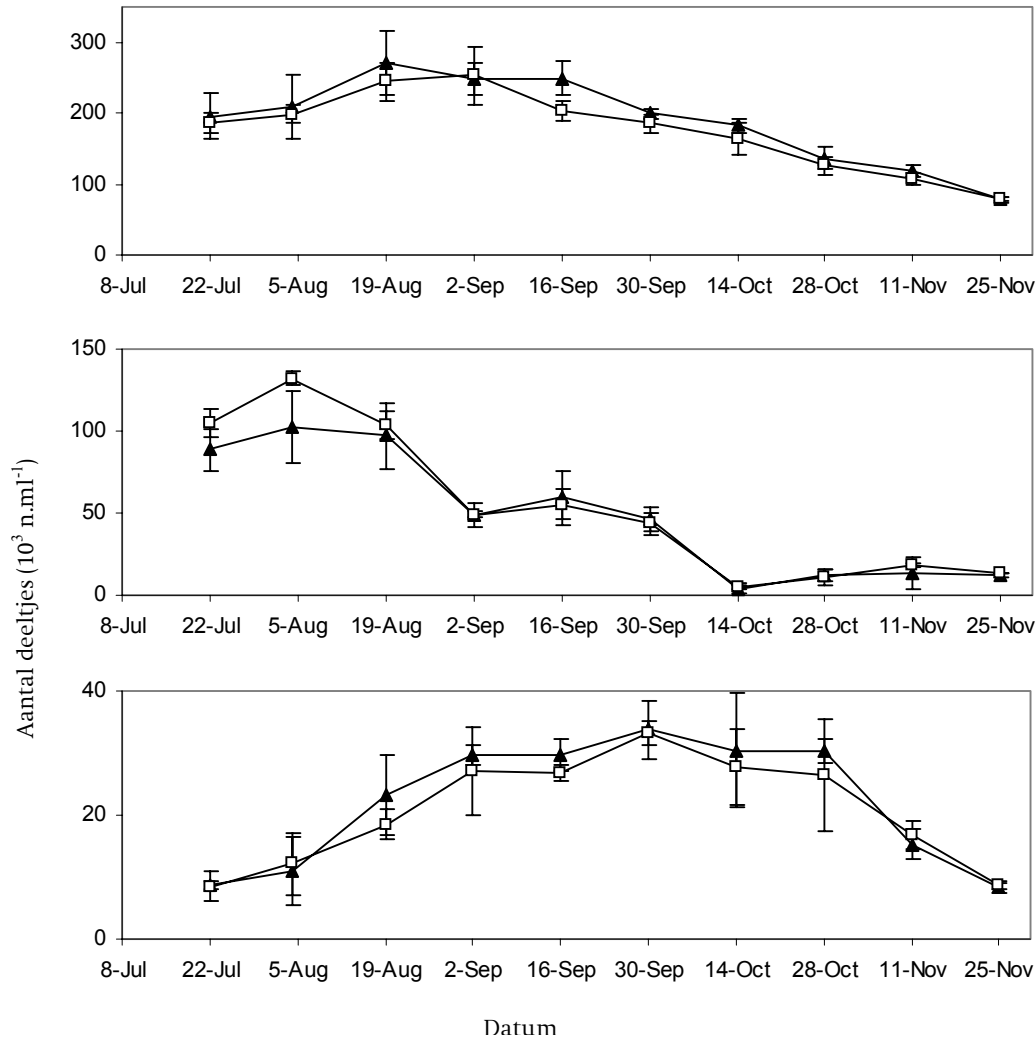 300
200
100
0
8-Jul 22-Jul 5-Aug 19-Aug 2-Sep 16-Sep 30-Sep 14-Oct 28-Oct 11-Nov 25-Nov
150
100
50
0
8-Jul 22-Jul 5-Aug 19-Aug 2-Sep 16-Sep 30-Sep 14-Oct 28-Oct 11-Nov 25-Nov
Aantal deeltjes (10³ n.ml⁻¹)
40
20
0
8-Jul 22-Jul 5-Aug 19-Aug 2-Sep 16-Sep 30-Sep 14-Oct 28-Oct 11-Nov 25-Nov
Datum